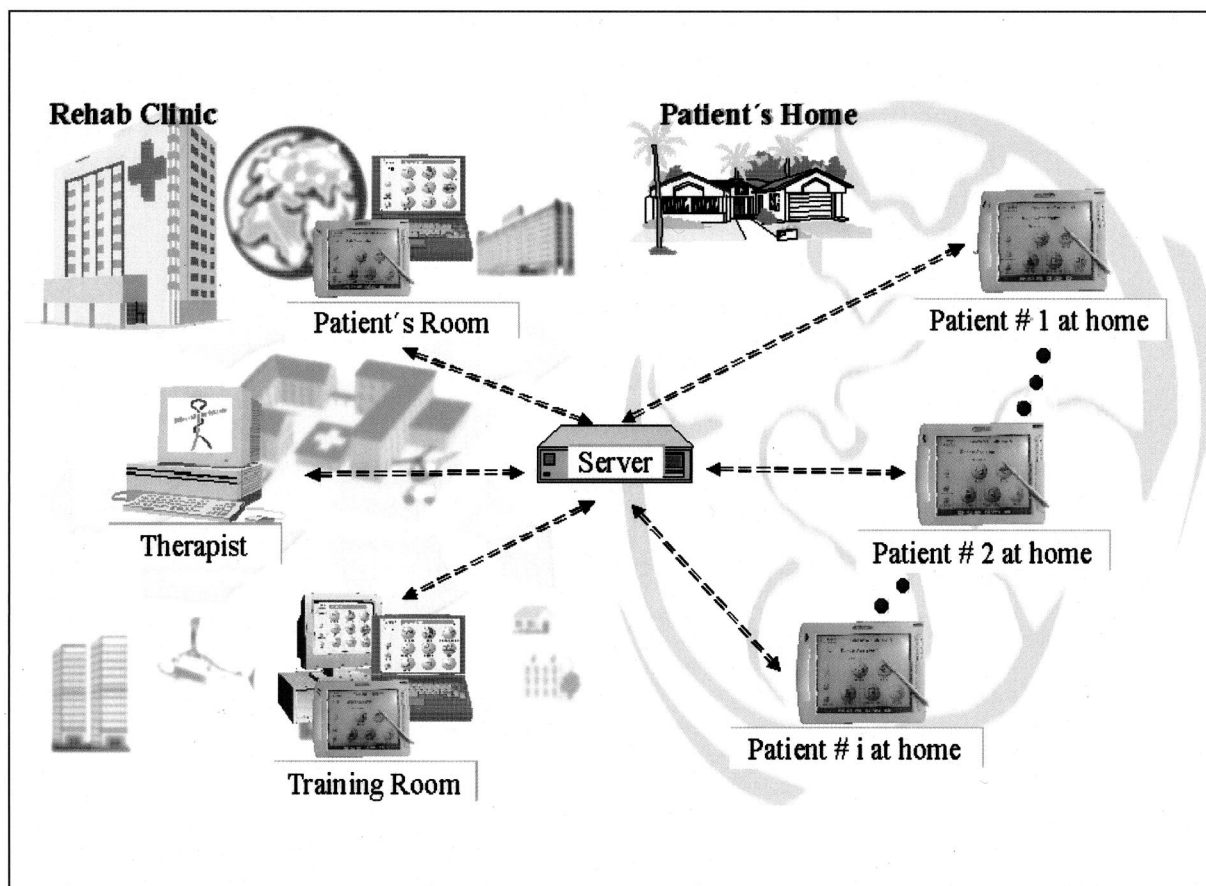 Rehab Clinic
Patient´s Home
Patient´s Room
Patient # 1 at home
Server
Therapist
Patient # 2 at home
Training Room
Patient # i at home